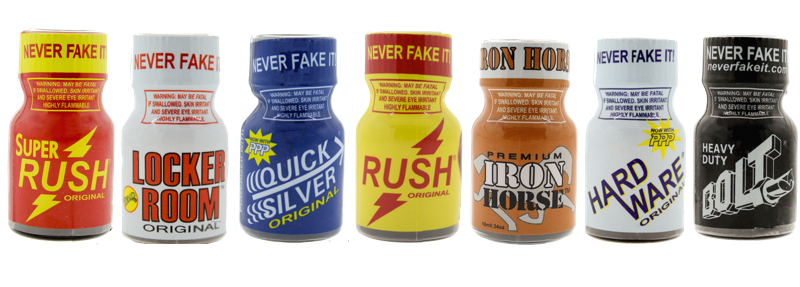 NEVER FAKE IT!
WARNING: MAY BE FATAL
IF SWALLOWED. SKIN IRRITANT
AND SEVERE EYE IRRITANT
HIGHLY FLAMMABLE
SUPER
RUSH
ORIGINAL
NEVER FAKE IT!
WARNING: MAY BE FATAL
IF SWALLOWED. SKIN IRRITANT
AND SEVERE EYE IRRITANT
HIGHLY FLAMMABLE
LOCKER
ROOM
ORIGINAL
NEVER FAKE IT!
WARNING: MAY BE FATAL
IF SWALLOWED. SKIN IRRITANT
AND SEVERE EYE IRRITANT
HIGHLY FLAMMABLE
NOW WITH
PPP
QUICK
SILVER
ORIGINAL
NEVER FAKE IT!
WARNING: MAY BE FATAL
IF SWALLOWED. SKIN IRRITANT
AND SEVERE EYE IRRITANT
HIGHLY FLAMMABLE
RUSH
ORIGINAL
IRON HORSE
WARNING: MAY BE FATAL
IF SWALLOWED. SKIN IRRITANT
AND SEVERE EYE IRRITANT
HIGHLY FLAMMABLE
PREMIUM
IRON
HORSE
NEVER FAKE IT!
WARNING: MAY BE FATAL
IF SWALLOWED. SKIN IRRITANT
AND SEVERE EYE IRRITANT
HIGHLY FLAMMABLE
NOW WITH
PPP
HARD
WARE
ORIGINAL
NEVER FAKE IT!
neverfakeit.com
WARNING: MAY BE FATAL
IF SWALLOWED. SKIN IRRITANT
AND SEVERE EYE IRRITANT
HIGHLY FLAMMABLE
HEAVY
DUTY
BOLT